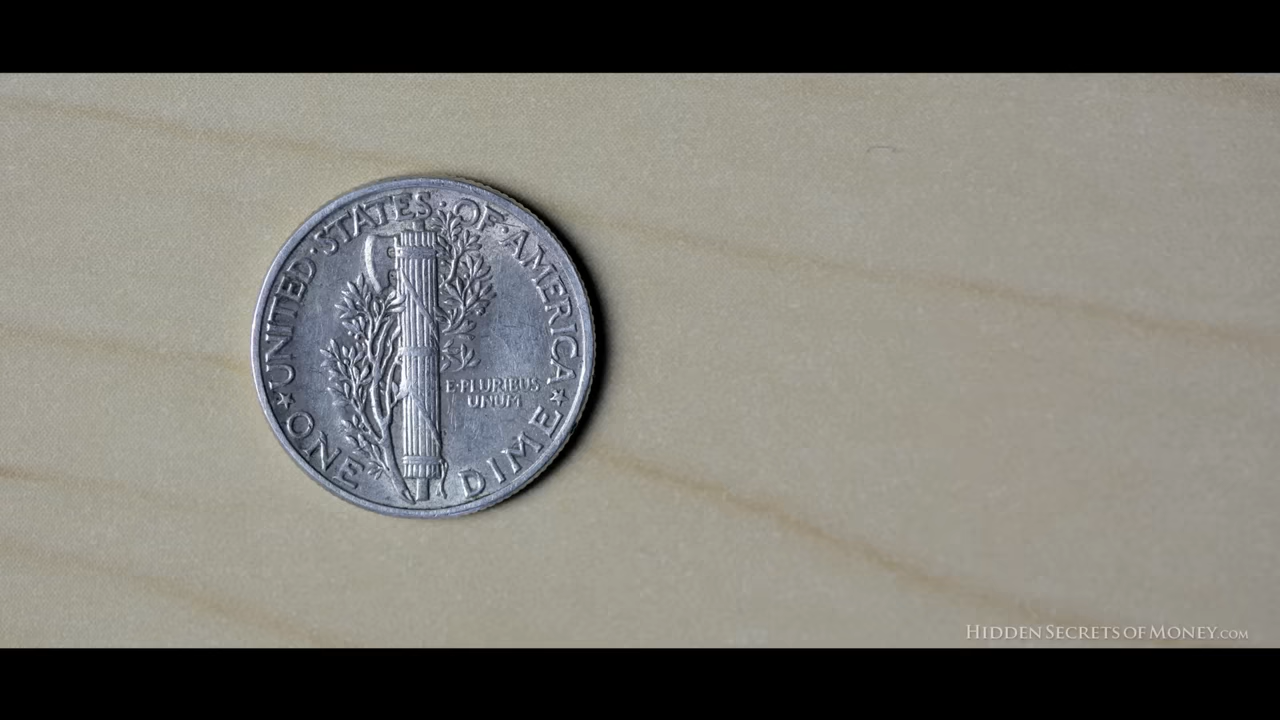 UNITED·STATES·OF·AMERICA
E·PLURIBUS
UNUM
★ONE DIME★
HIDDEN SECRETS OF MONEY.COM